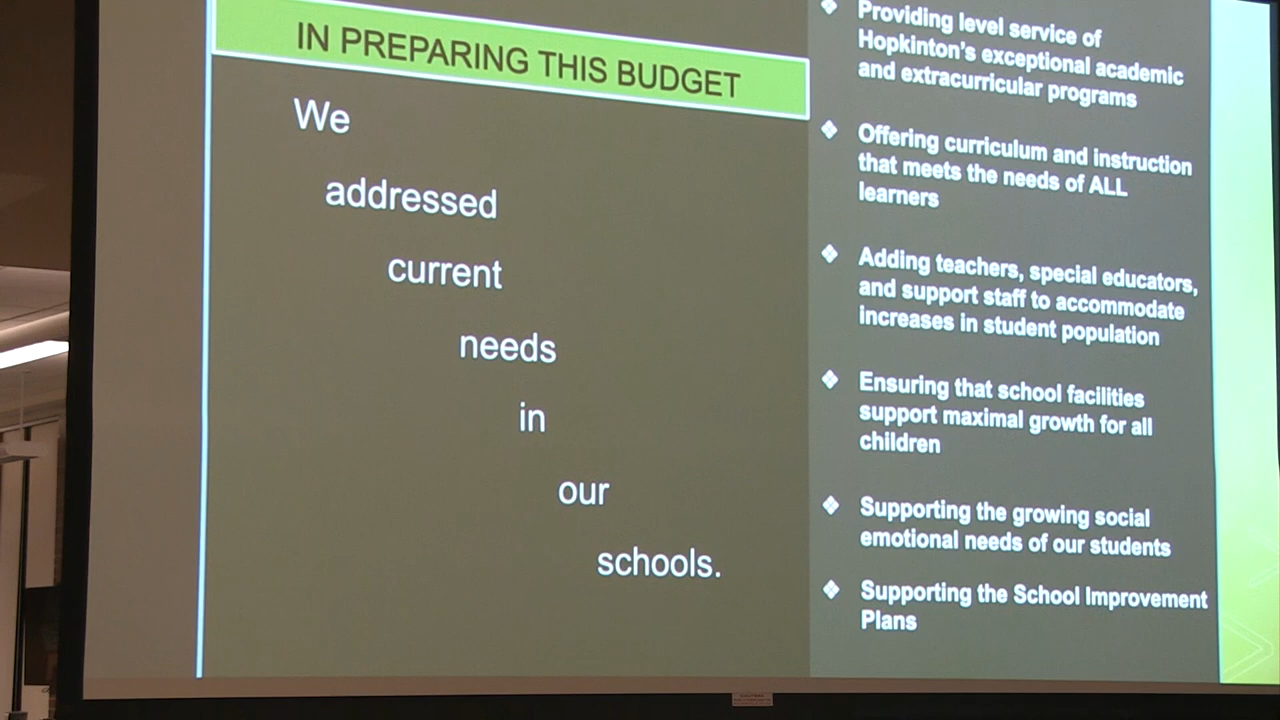 IN PREPARING THIS BUDGET
We
addressed
current
needs
in
our
schools.
❖ Providing level service of
Hopkinton's exceptional academic
and extracurricular programs
❖ Offering curriculum and instruction
that meets the needs of ALL
learners
❖ Adding teachers, special educators,
and support staff to accommodate
increases in student population
❖ Ensuring that school facilities
support maximal growth for all
children
❖ Supporting the growing social
emotional needs of our students
❖ Supporting the School Improvement
Plans